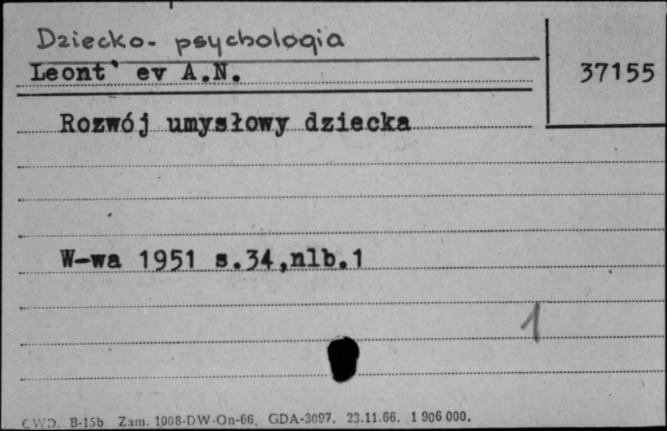 Dziecko- psychologia
Leont' ev A.N.
37155
Rozwój umysłowy dziecka
W-wa 1951 s.34,nlb.1
1
CWD. B-15b Zam. 1008-DW-On-66. GDA-3097. 23.11.66. 1 906 000.